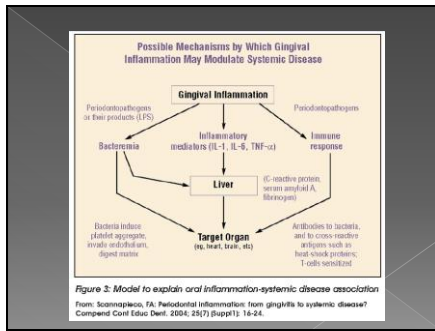 Possible Mechanisms by Which Gingival
Inflammation May Modulate Systemic Disease
Gingival Inflammation
Periodontopathogens
or their products (LPS)
Periodontopathogens
Bacteremia
Inflammatory
mediators (IL-1, IL-6, TNF-α)
Immune
response
Liver
(C-reactive protein,
serum amyloid A,
fibrinogen)
Bacteria induce
platelet aggregate,
invade endothelium,
digest matrix
Target Organ
(eg, heart, brain, etc)
Antibodies to bacteria,
and to cross-reactive
antigens such as
heat-shock proteins;
T-cells sensitized
Figure 3: Model to explain oral inflammation-systemic disease association
From: Scannapieco, FA: Periodontal inflammation: from gingivitis to systemic disease?
Compend Cont Educ Dent. 2004; 25(7) (Suppl1): 16-24.